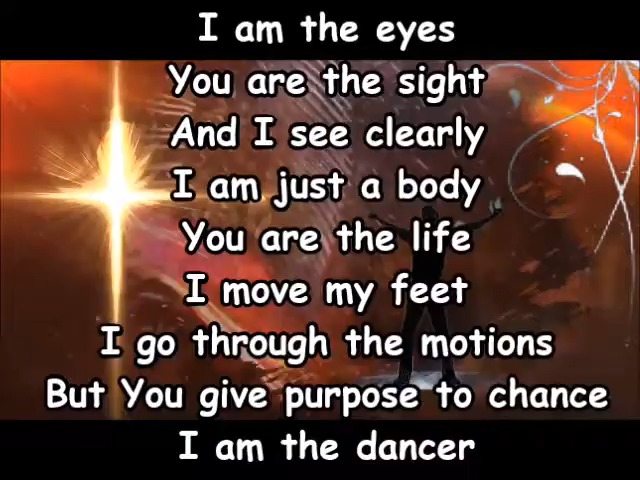 I am the eyes
You are the sight
And I see clearly
I am just a body
You are the life
I move my feet
I go through the motions
But You give purpose to chance
I am the dancer